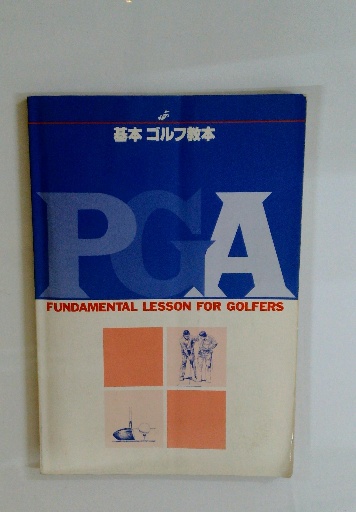 基本 ゴルフ教本
PGA
FUNDAMENTAL LESSON FOR GOLFERS